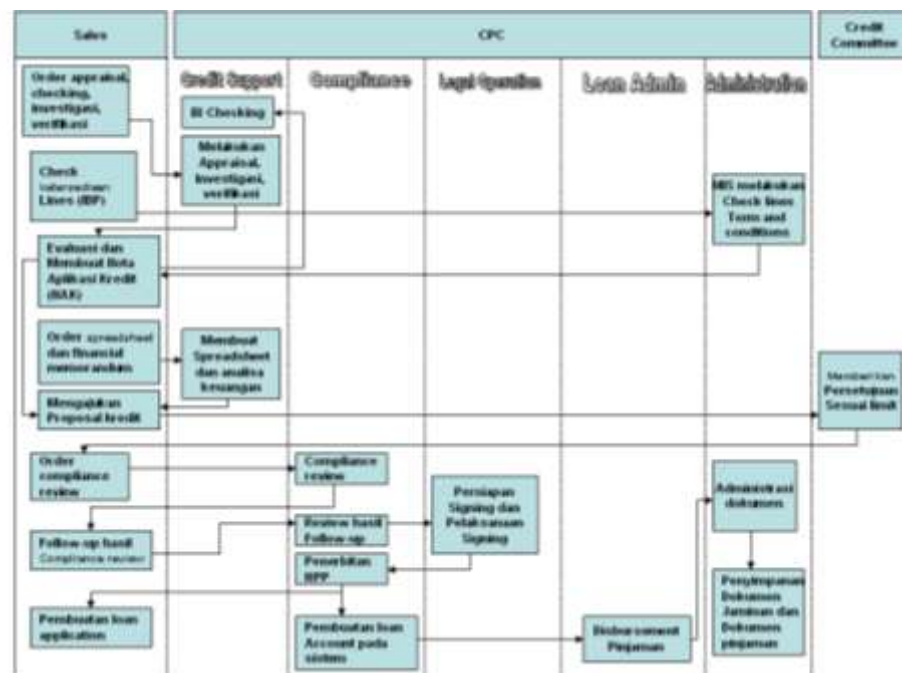 Sales
CPC
Credit
Committee
Credit Support
Compliance
Legal Operation
Loan Admin
Administration
Order appraisal,
checking,
investigasi,
verifikasi
BI Checking
Melakukan
Appraisal,
Investigasi,
verifikasi
Check
Lines (IBP)
MIS melakukan
Check lines
Term and
conditions
Evaluasi dan
Membuat Nota
Aplikasi Kredit
(NAK)
Order spreadsheet
dan financial
memorandum
Membuat
Spreadsheet
dan analisa
keuangan
Memberikan
Persetujuan
Sesuai limit
Mengajukan
Proposal kredit
Order
compliance
review
Compliance
review
Persiapan
Signing dan
Pelaksanaan
Signing
Administrasi
dokumen
Follow-up hasil
Compliance review
Review hasil
Follow-up
Penerbitan
Pembuatan loan
application
Pembuatan loan
Account pada
sistem
Disbursement
Pinjaman
Penyimpanan
Dokumen
Jaminan dan
Dokumen
pinjaman